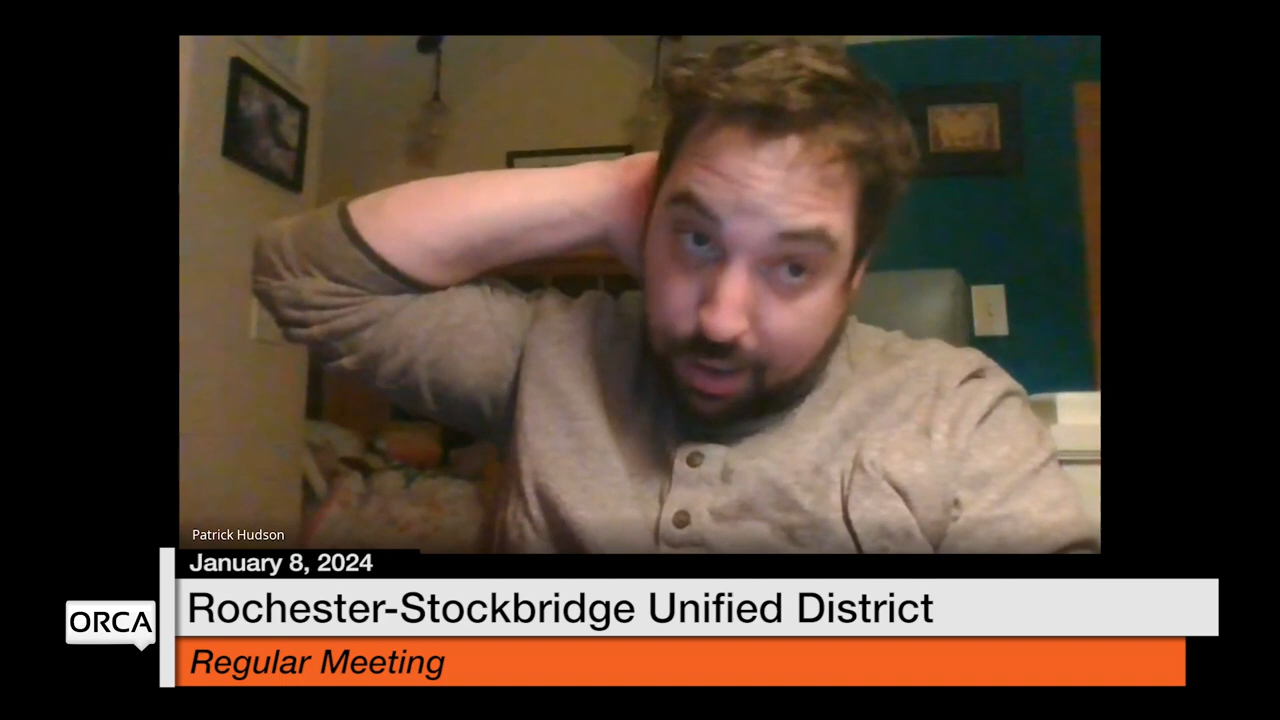 Patrick Hudson
January 8, 2024
Rochester-Stockbridge Unified District
ORCA
Regular Meeting